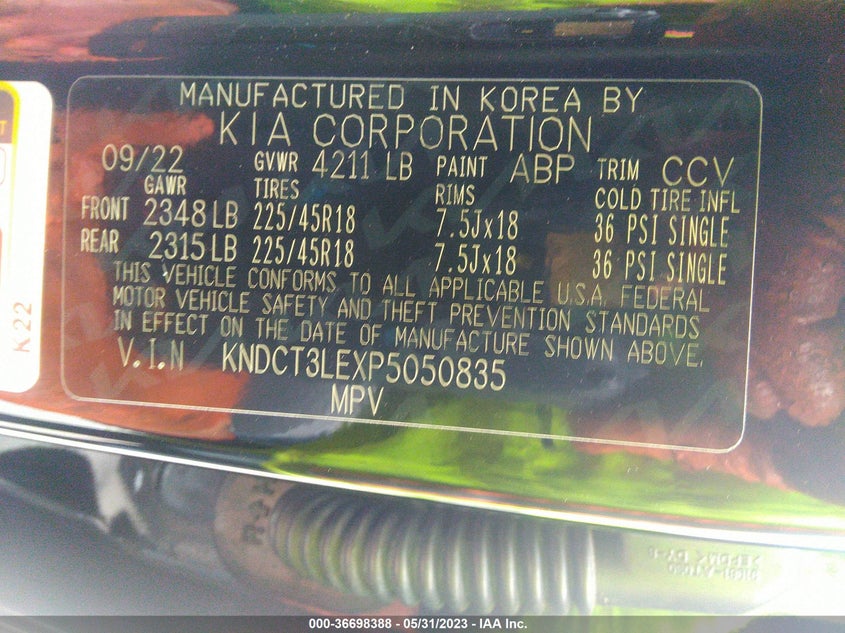 MANUFACTURED IN KOREA BY
KIA CORPORATION
09/22 GVWR 4211 LB PAINT ABP TRIM CCV
GAWR TIRES RIMS COLD TIRE INFL
FRONT 2348 LB 225/45R18 7.5Jx18 36 PSI SINGLE
REAR 2315 LB 225/45R18 7.5Jx18 36 PSI SINGLE
THIS VEHICLE CONFORMS TO ALL APPLICABLE U.S.A. FEDERAL
MOTOR VEHICLE SAFETY AND THEFT PREVENTION STANDARDS
IN EFFECT ON THE DATE OF MANUFACTURE SHOWN ABOVE.
V.I.N KNDCT3LEXP5050835
MPV
K22
000-36698388 - 05/31/2023 - IAA Inc.